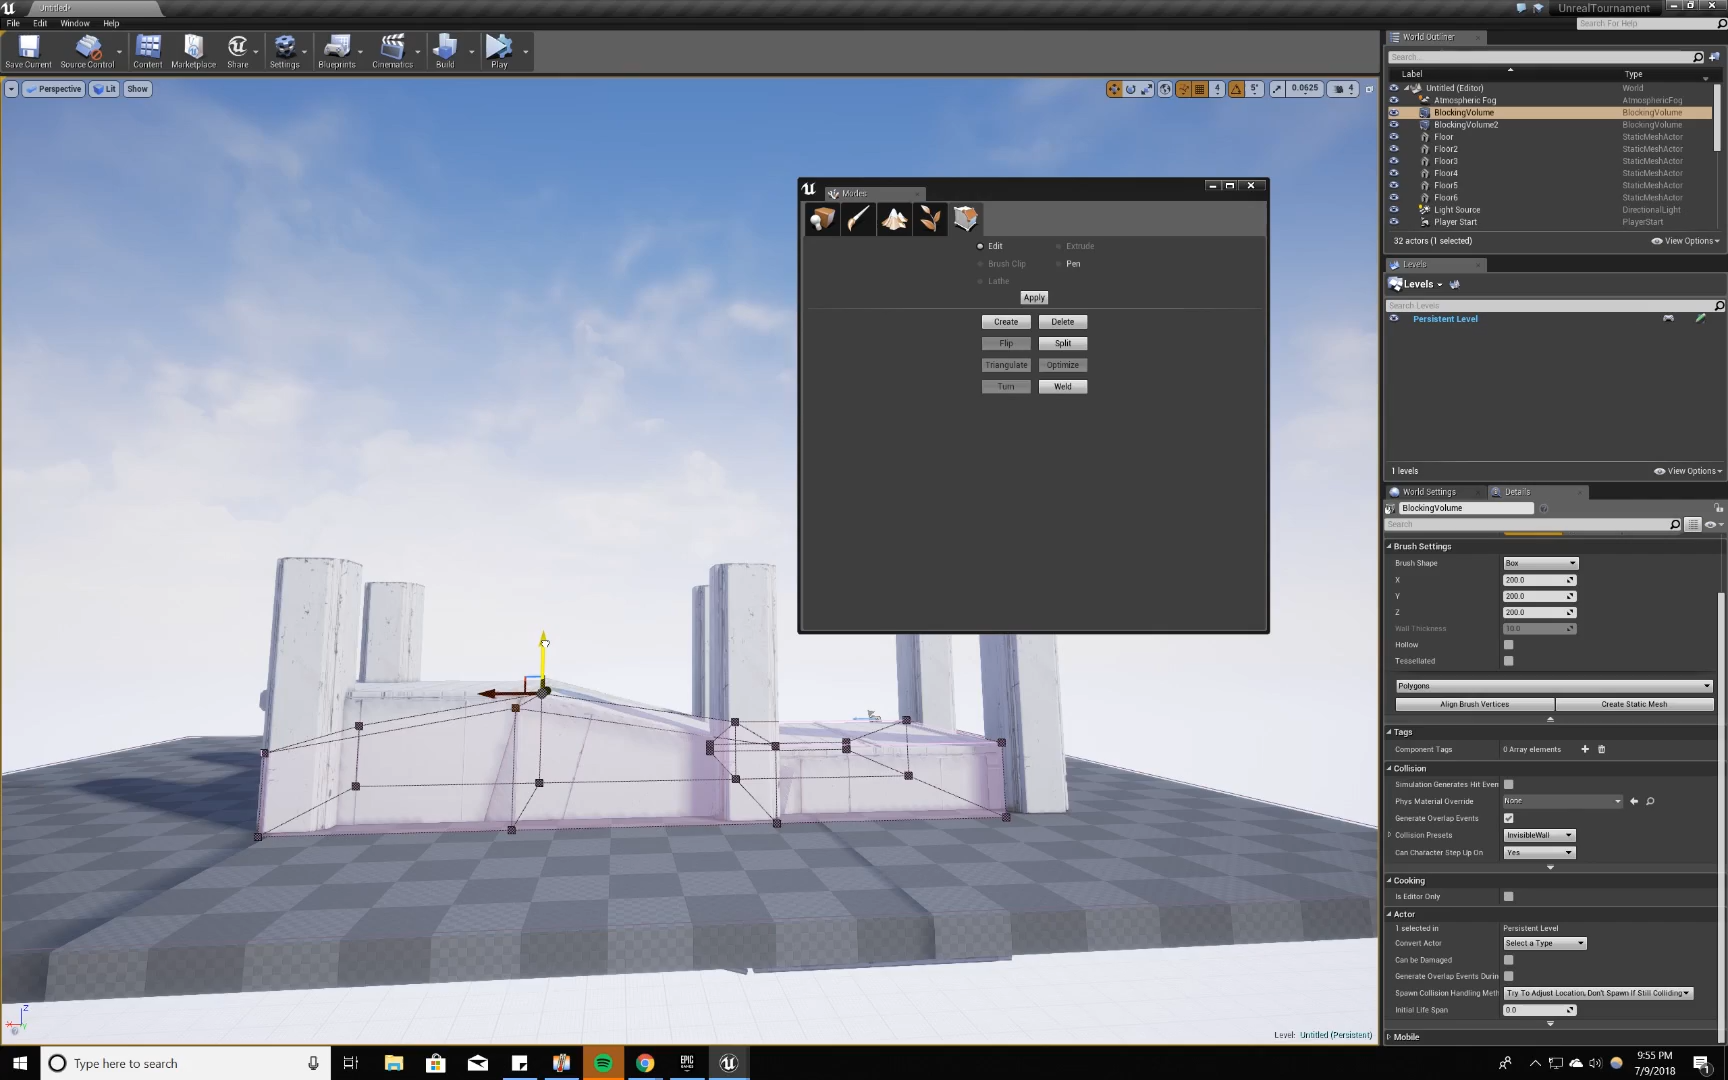 Untitled*
UnrealTournament
File Edit Window Help
Search For Help
Save Current Source Control Content Marketplace Share Settings Blueprints Cinematics Build Play
Perspective Lit Show
4 5° 0.0625 4
World Outliner
Search...
Label Type
Untitled (Editor) World
Atmospheric Fog AtmosphericFog
BlockingVolume BlockingVolume
BlockingVolume2 BlockingVolume
Floor StaticMeshActor
Floor2 StaticMeshActor
Floor3 StaticMeshActor
Floor4 StaticMeshActor
Floor5 StaticMeshActor
Floor6 StaticMeshActor
Light Source DirectionalLight
Player Start PlayerStart
32 actors (1 selected) View Options
Modes
Edit Extrude
Brush Clip Pen
Lathe
Apply
Create Delete
Flip Split
Triangulate Optimize
Turn Weld
Levels
Levels
Search Levels
Persistent Level
1 levels View Options
World Settings Details
BlockingVolume
Search
Brush Settings
Brush Shape Box
X 200.0
Y 200.0
Z 200.0
Wall Thickness 10.0
Hollow
Tessellated
Polygons
Align Brush Vertices Create Static Mesh
Tags
Component Tags 0 Array elements
Collision
Simulation Generates Hit Even
Phys Material Override None
Generate Overlap Events
Collision Presets InvisibleWall
Can Character Step Up On Yes
Cooking
Is Editor Only
Actor
1 selected in Persistent Level
Convert Actor Select a Type
Can be Damaged
Generate Overlap Events Durin
Spawn Collision Handling Meth Try To Adjust Location, Don't Spawn If Still Colliding
Initial Life Span 0.0
Mobile
Level: Untitled (Persistent)
Type here to search
EPIC GAMES
9:55 PM
7/9/2018
1